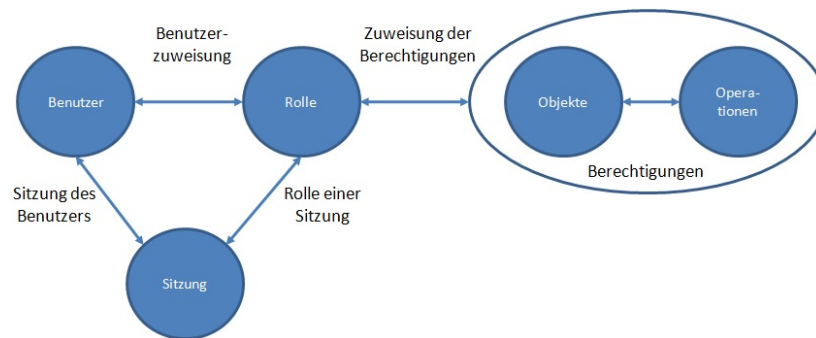 Benutzer-
zuweisung
Zuweisung der
Berechtigungen
Benutzer
Rolle
Objekte
Opera-
tionen
Berechtigungen
Sitzung des
Benutzers
Rolle einer
Sitzung
Sitzung